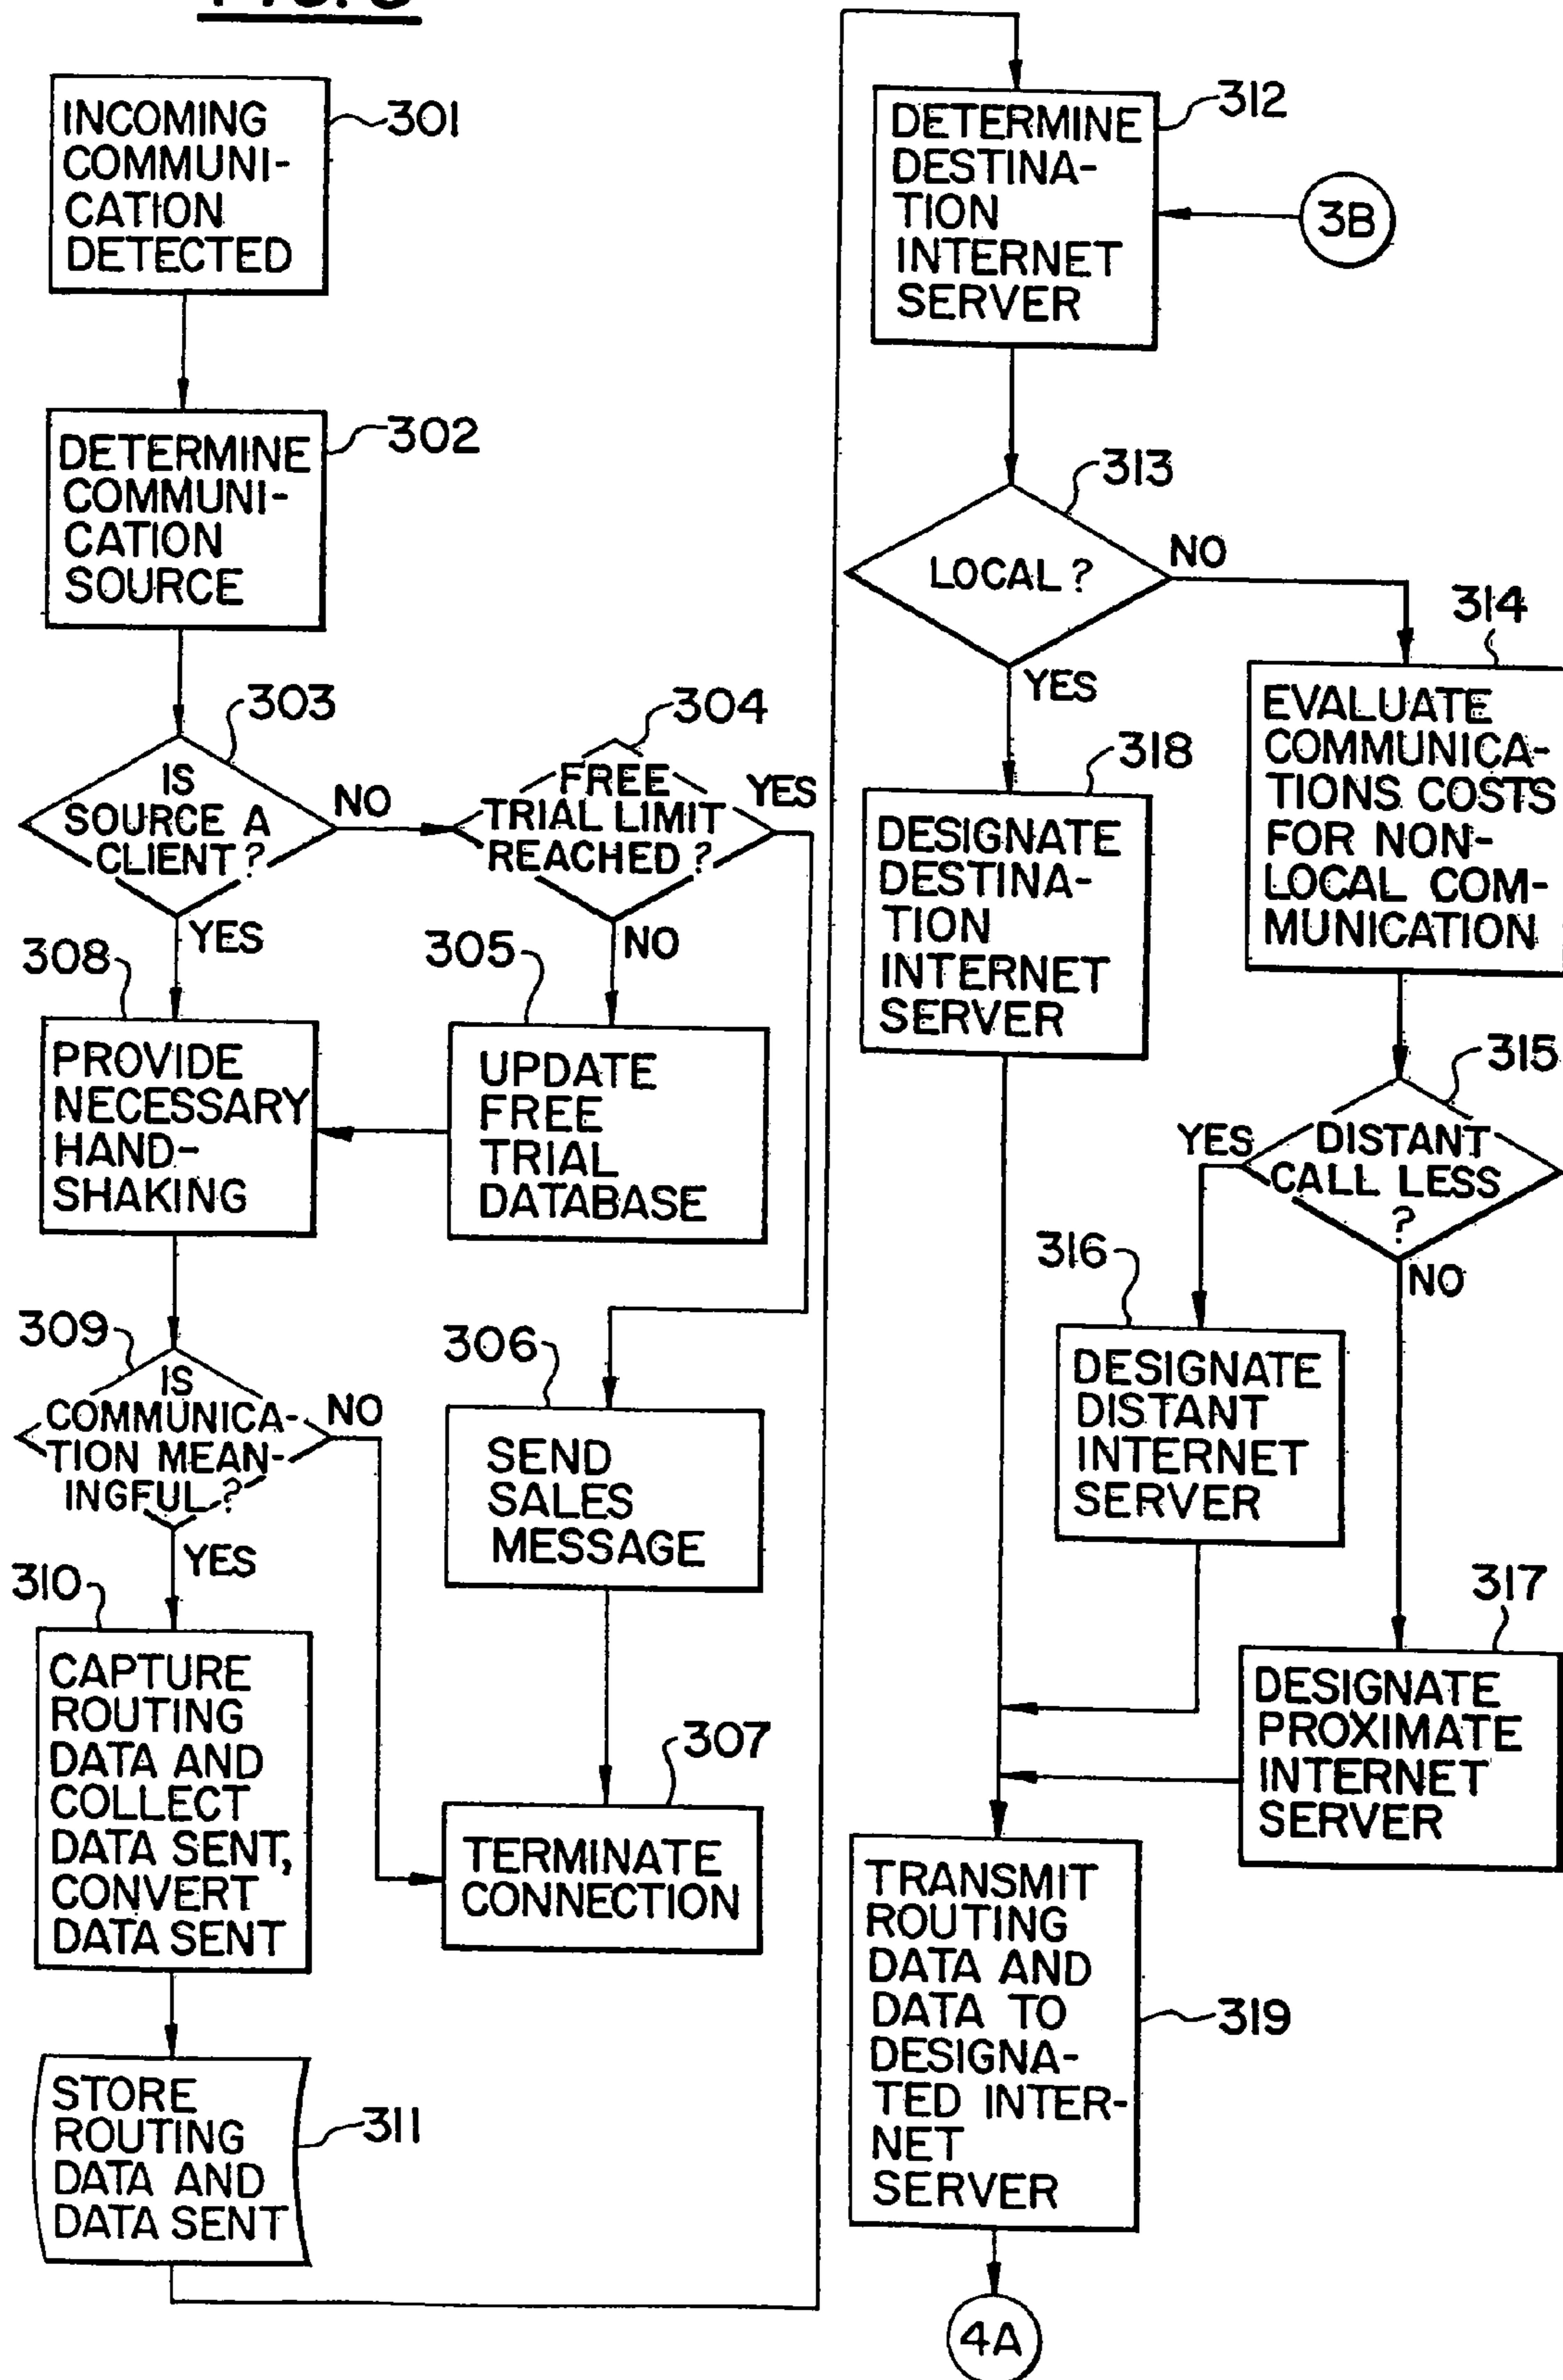 INCOMING
COMMUNI-
CATION
DETECTED
301
DETERMINE
COMMUNI-
CATION
SOURCE
302
303
IS
SOURCE A
CLIENT?
NO
YES
304
FREE
TRIAL LIMIT
REACHED?
YES
NO
308
PROVIDE
NECESSARY
HAND-
SHAKING
305
UPDATE
FREE
TRIAL
DATABASE
309
IS
COMMUNICA-
TION MEAN-
INGFUL?
NO
YES
306
SEND
SALES
MESSAGE
310
CAPTURE
ROUTING
DATA AND
COLLECT
DATA SENT,
CONVERT
DATA SENT
307
TERMINATE
CONNECTION
STORE
ROUTING
DATA AND
DATA SENT
311
312
DETERMINE
DESTINA-
TION
INTERNET
SERVER
3B
313
LOCAL?
NO
YES
314
EVALUATE
COMMUNICA-
TIONS COSTS
FOR NON-
LOCAL COM-
MUNICATION
318
DESIGNATE
DESTINA-
TION
INTERNET
SERVER
315
DISTANT
CALL LESS
?
YES
NO
316
DESIGNATE
DISTANT
INTERNET
SERVER
317
DESIGNATE
PROXIMATE
INTERNET
SERVER
TRANSMIT
ROUTING
DATA AND
DATA TO
DESIGNA-
TED INTER-
NET
SERVER
319
4A